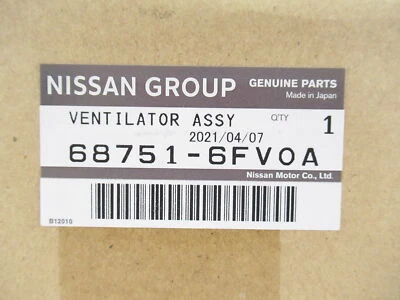 NISSAN GROUP GENUINE PARTS
Made in Japan
VENTILATOR ASSY Q'TY 1
2021/04/07
68751-6FV0A
Nissan Motor Co., Ltd.
B12010